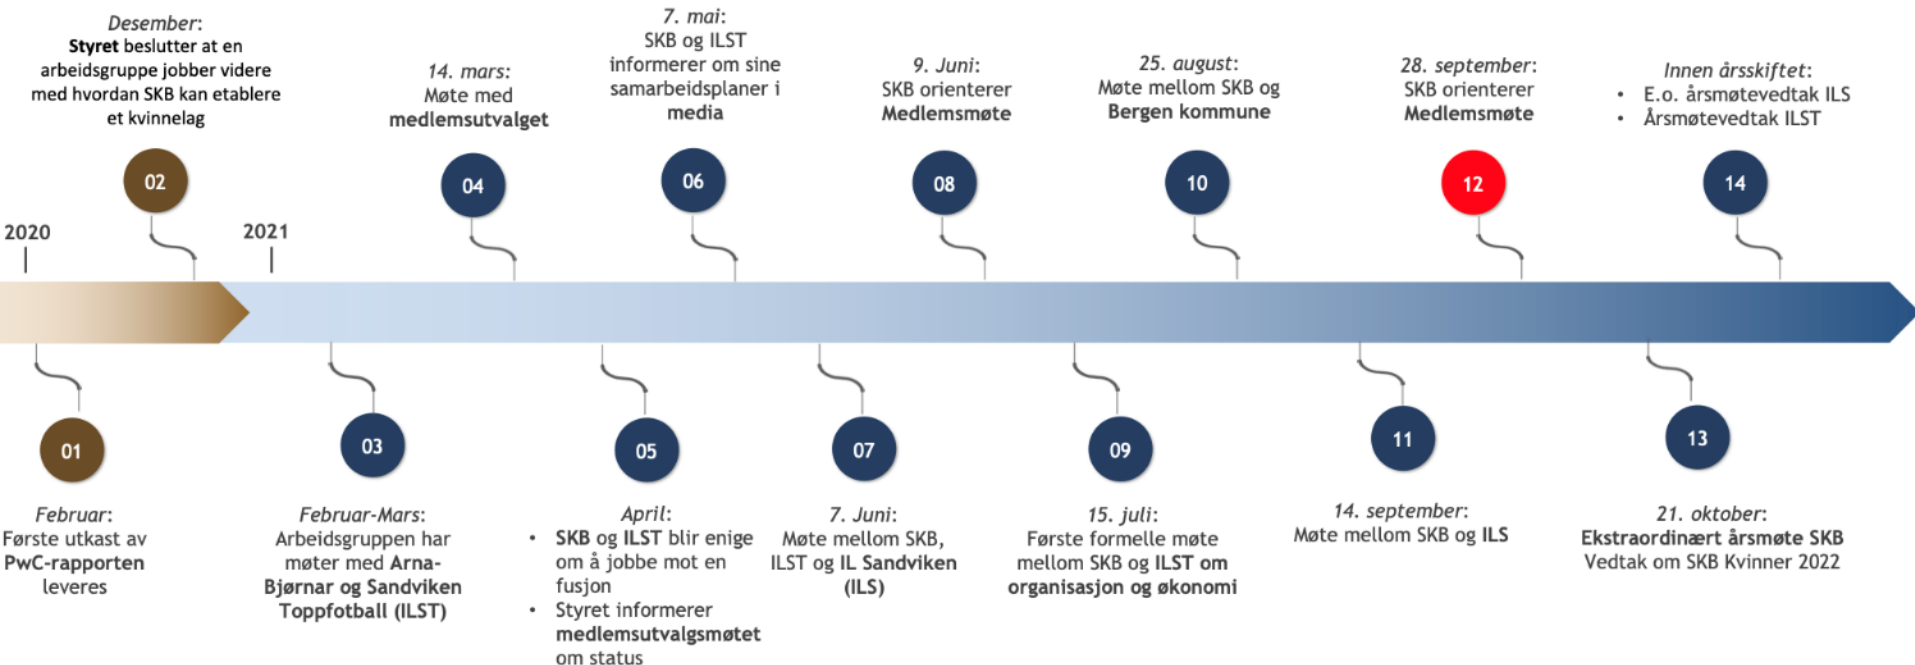 Desember:
Styret beslutter at en
arbeidsgruppe jobber videre
med hvordan SKB kan etablere
et kvinnelag
14. mars:
Møte med
medlemsutvalget
7. mai:
SKB og ILST
informerer om sine
samarbeidsplaner i
media
9. Juni:
SKB orienterer
Medlemsmøte
25. august:
Møte mellom SKB og
Bergen kommune
28. september:
SKB orienterer
Medlemsmøte
Innen årsskiftet:
• E.o. årsmøtevedtak ILS
• Årsmøtevedtak ILST
02
04
06
08
10
12
14
2020
2021
01
03
05
07
09
11
13
Februar:
Første utkast av
PwC-rapporten
leveres
Februar-Mars:
Arbeidsgruppen har
møter med Arna-
Bjørnar og Sandviken
Toppfotball (ILST)
April:
• SKB og ILST blir enige
om å jobbe mot en
fusjon
• Styret informerer
medlemsutvalgsmøtet
om status
7. Juni:
Møte mellom SKB,
ILST og IL Sandviken
(ILS)
15. juli:
Første formelle møte
mellom SKB og ILST om
organisasjon og økonomi
14. september:
Møte mellom SKB og ILS
21. oktober:
Ekstraordinært årsmøte SKB
Vedtak om SKB Kvinner 2022